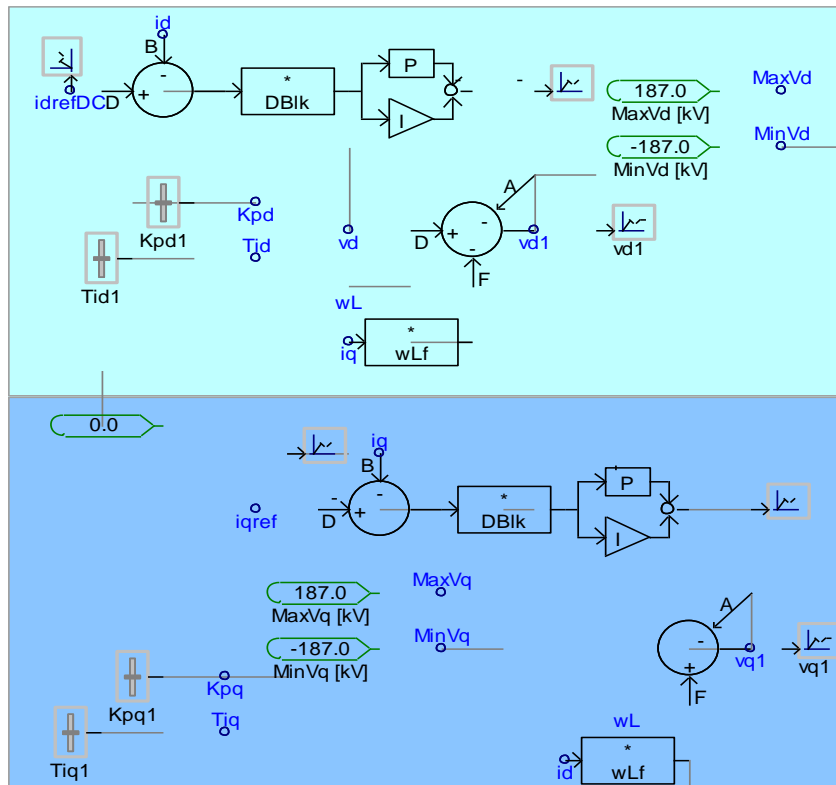 id
B
-
idrefDC
D
+
*
DBlk
P
I
-
-
187.0
MaxVd [kV]
MaxVd
-187.0
MinVd [kV]
MinVd
Kpd
Kpd1
Tid
Tid1
vd
A
-
D
+
-
F
vd1
vd1
wL
iq
*
wLf
0.0
iq
B
-
iqref
-
D
+
*
DBlk
P
I
187.0
MaxVq [kV]
MaxVq
-187.0
MinVq [kV]
MinVq
A
-
+
F
vq1
vq1
Kpq
Kpq1
Tiq
Tiq1
wL
id
*
wLf